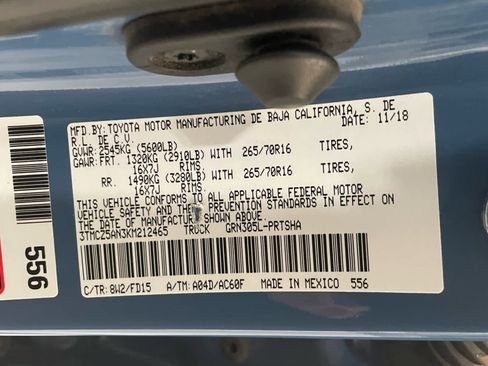 MFD.BY: TOYOTA MOTOR MANUFACTURING DE BAJA CALIFORNIA, S. DE
R.L. DE C.V. DATE: 11/18
GVWR: 2545KG (5600LB)
GAWR:FRT. 1320KG (2910LB) WITH 265/70R16 TIRES,
16X7J RIMS
RR. 1490KG (3280LB) WITH 265/70R16 TIRES,
16X7J RIMS
THIS VEHICLE CONFORMS TO ALL APPLICABLE FEDERAL MOTOR
VEHICLE SAFETY AND THE PREVENTION STANDARDS IN EFFECT ON
THE DATE OF MANUFACTURE SHOWN ABOVE.
3TMCZ5AN3KM212465 TRUCK GRN305L-PRTSHA
C/TR: 8W2/FD15 A/TM: A04D/AC60F MADE IN MEXICO 556
556